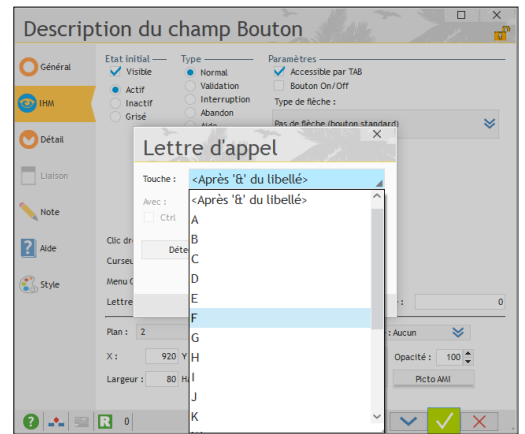 Description du champ Bouton
Général
IHM
Détail
Liaison
Note
Aide
Style
Etat initial
Visible
Actif
Inactif
Grisé
Type
Normal
Validation
Interruption
Abandon
Aide
Paramètres
Accessible par TAB
Bouton On/Off
Type de flèche :
Pas de flèche (bouton standard)
Lettre d'appel
Touche :
<Après '&' du libellé>
Avec :
Ctrl
<Après '&' du libellé>
A
B
C
D
E
F
G
H
I
J
K
Clic
Menu
Lettre
: 0
Plan : 2
: Aucun
X : 920 Y
Opacité : 100
Largeur : 80
Picto AMI
R 0